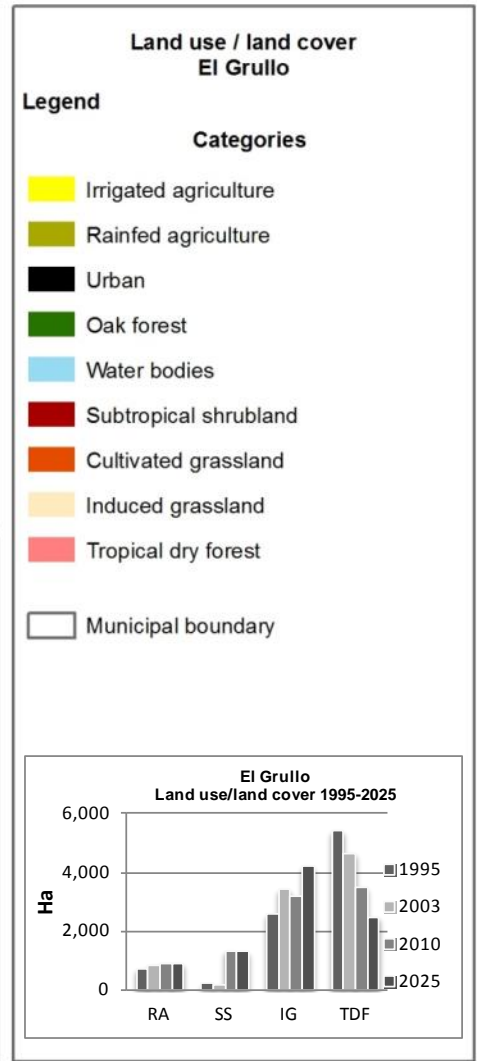 Land use / land cover
El Grullo
Legend
Categories
Irrigated agriculture
Rainfed agriculture
Urban
Oak forest
Water bodies
Subtropical shrubland
Cultivated grassland
Induced grassland
Tropical dry forest
Municipal boundary
El Grullo
Land use/land cover 1995-2025
6,000
4,000
2,000
0
Ha
RA SS IG TDF
1995
2003
2010
2025